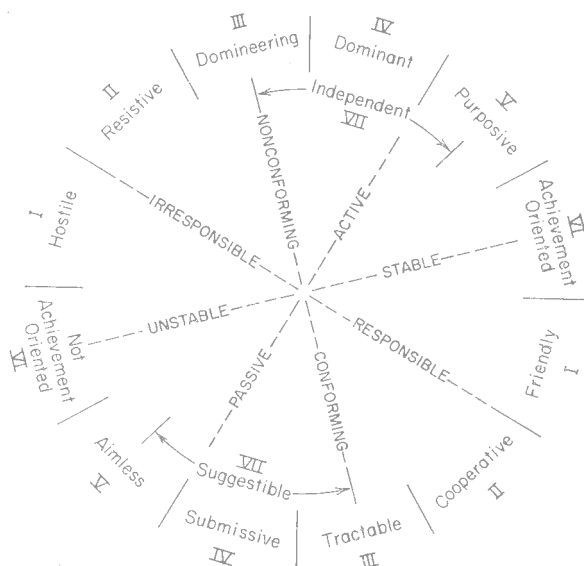 III
Domineering
IV
Dominant
II
Resistive
Independent
VII
V
Purposive
NONCONFORMING
ACTIVE
I
Hostile
IRRESPONSIBLE
STABLE
VI
Achievement
Oriented
UNSTABLE
RESPONSIBLE
Not
Achievement
Oriented
VI
Friendly
I
PASSIVE
CONFORMING
Aimless
V
VII
Suggestible
Cooperative
II
Submissive
IV
Tractable
III